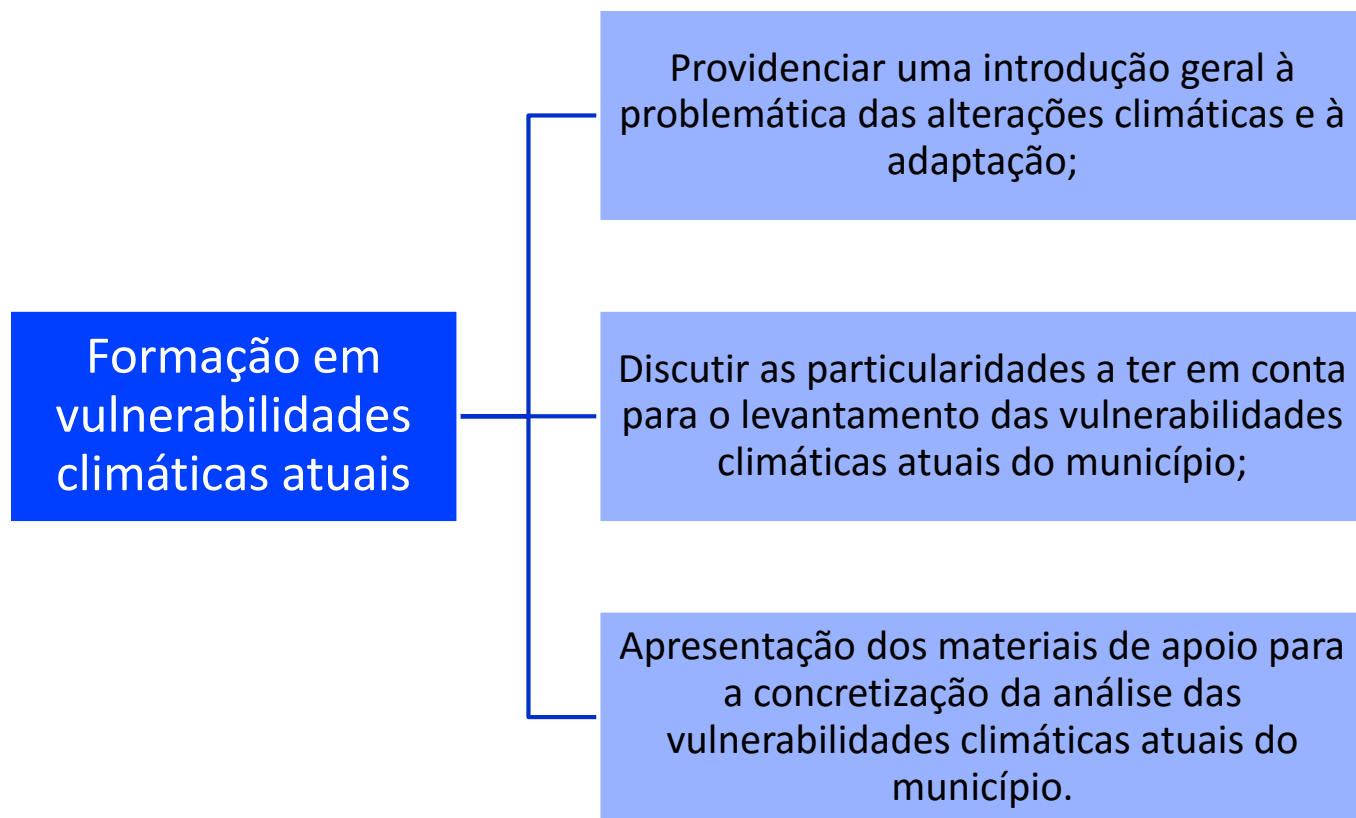 Providenciar uma introdução geral à
problemática das alterações climáticas e à
adaptação;
Formação em
vulnerabilidades
climáticas atuais
Discutir as particularidades a ter em conta
para o levantamento das vulnerabilidades
climáticas atuais do município;
Apresentação dos materiais de apoio para
a concretização da análise das
vulnerabilidades climáticas atuais do
município.